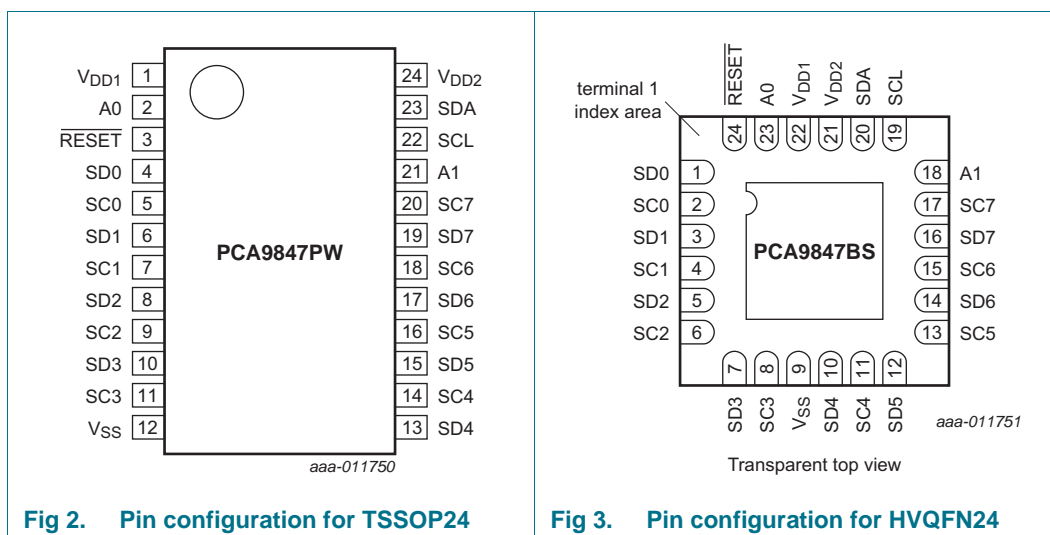 VDD1 1
A0 2
RESET 3
SD0 4
SC0 5
SD1 6
SC1 7
SD2 8
SC2 9
SD3 10
SC3 11
VSS 12
PCA9847PW
24 VDD2
23 SDA
22 SCL
21 A1
20 SC7
19 SD7
18 SC6
17 SD6
16 SC5
15 SD5
14 SC4
13 SD4
aaa-011750
Fig 2. Pin configuration for TSSOP24
terminal 1
index area
RESET A0 VDD1 VDD2 SDA SCL
24 23 22 21 20 19
SD0 1
SC0 2
SD1 3
SC1 4
SD2 5
SC2 6
PCA9847BS
18 A1
17 SC7
16 SD7
15 SC6
14 SD6
13 SC5
7 8 9 10 11 12
SD3 SC3 VSS SD4 SC4 SD5
aaa-011751
Transparent top view
Fig 3. Pin configuration for HVQFN24